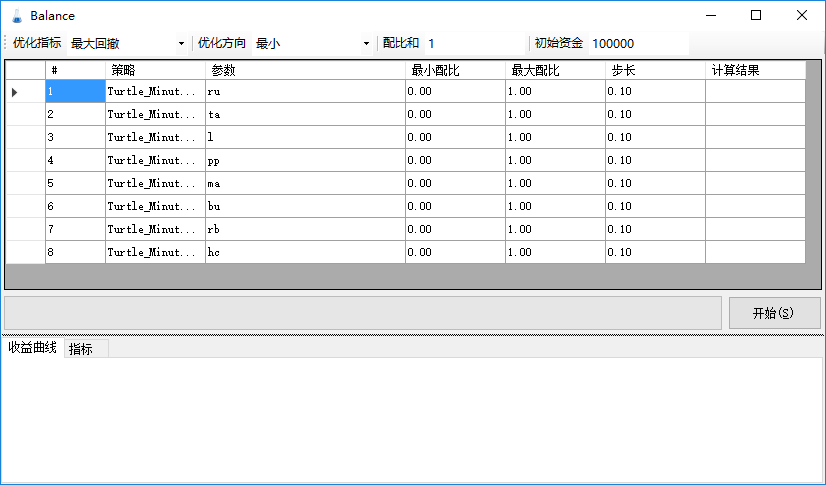 Balance
优化指标 最大回撤 优化方向 最小 配比和 1 初始资金 100000
# 策略 参数 最小配比 最大配比 步长 计算结果
1 Turtle_Minut... ru 0.00 1.00 0.10
2 Turtle_Minut... ta 0.00 1.00 0.10
3 Turtle_Minut... l 0.00 1.00 0.10
4 Turtle_Minut... pp 0.00 1.00 0.10
5 Turtle_Minut... ma 0.00 1.00 0.10
6 Turtle_Minut... bu 0.00 1.00 0.10
7 Turtle_Minut... rb 0.00 1.00 0.10
8 Turtle_Minut... hc 0.00 1.00 0.10
开始(S)
收益曲线 指标